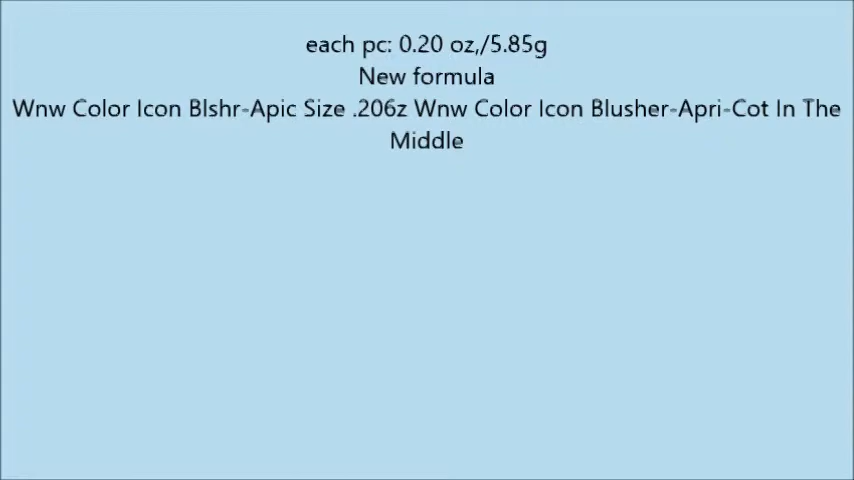 each pc: 0.20 oz,/5.85g
New formula
Wnw Color Icon Blshr-Apic Size .206z Wnw Color Icon Blusher-Apri-Cot In The
Middle